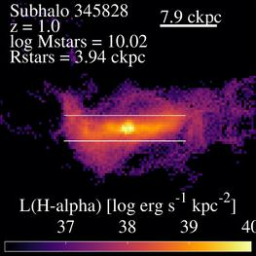 Subhalo 345828
z = 1.0
log Mstars = 10.02
Rstars = 3.94 ckpc
7.9 ckpc
L(H-alpha) [log erg s⁻¹ kpc⁻²]
37 38 39 40